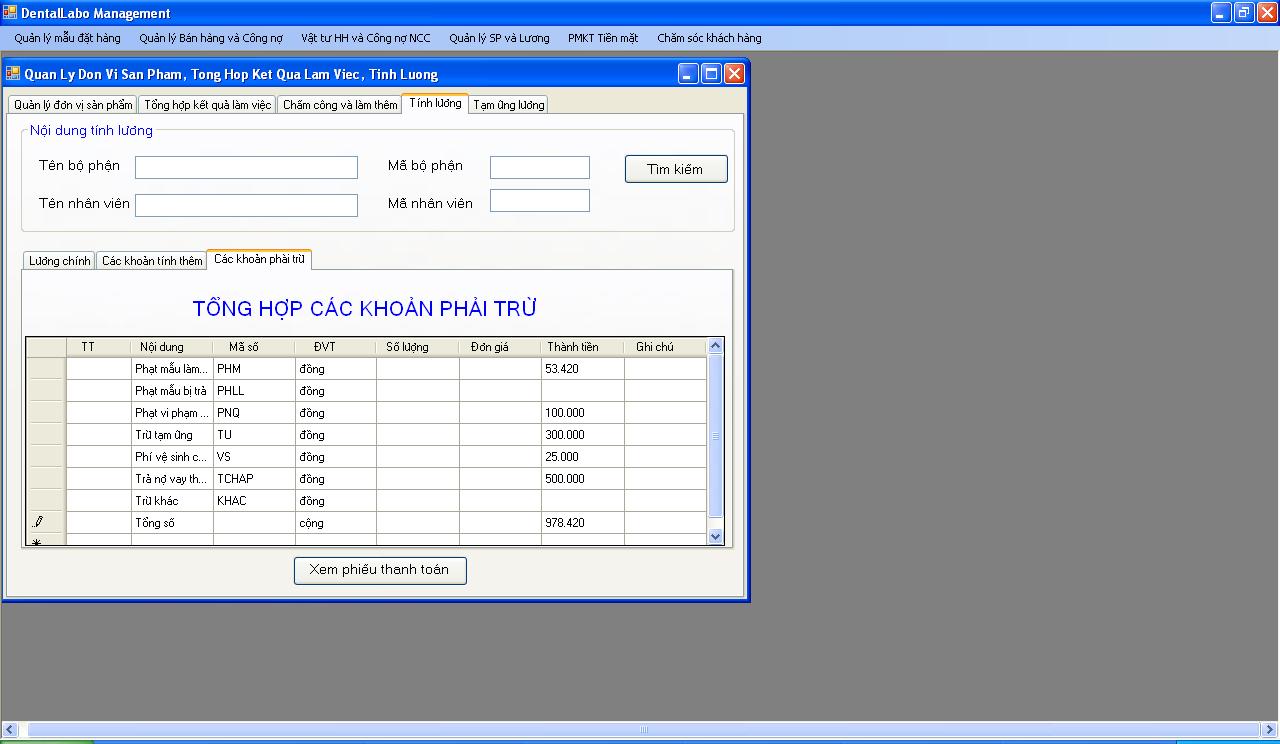 DentalLabo Management
Quản lý mẫu đặt hàng Quản lý Bán hàng và Công nợ Vật tư HH và Công nợ NCC Quản lý SP và Lương PMKT Tiền mặt Chăm sóc khách hàng
Quan Ly Don Vi San Pham, Tong Hop Ket Qua Lam Viec, Tinh Luong
Quản lý đơn vị sản phẩm Tổng hợp kết quả làm việc Chấm công và làm thêm Tính lương Tạm ứng lương
Nội dung tính lương
Tên bộ phận Mã bộ phận Tìm kiếm
Tên nhân viên Mã nhân viên
Lương chính Các khoản tính thêm Các khoản phải trừ
TỔNG HỢP CÁC KHOẢN PHẢI TRỪ
TT Nội dung Mã số ĐVT Số lượng Đơn giá Thành tiền Ghi chú
Phạt mẫu làm... PHM đồng 53.420
Phạt mẫu bị trả PHLL đồng
Phạt vi phạm ... PNQ đồng 100.000
Trừ tạm ứng TU đồng 300.000
Phí vệ sinh c... VS đồng 25.000
Trả nợ vay th... TCHAP đồng 500.000
Trừ khác KHAC đồng
Tổng số cộng 978.420
Xem phiếu thanh toán